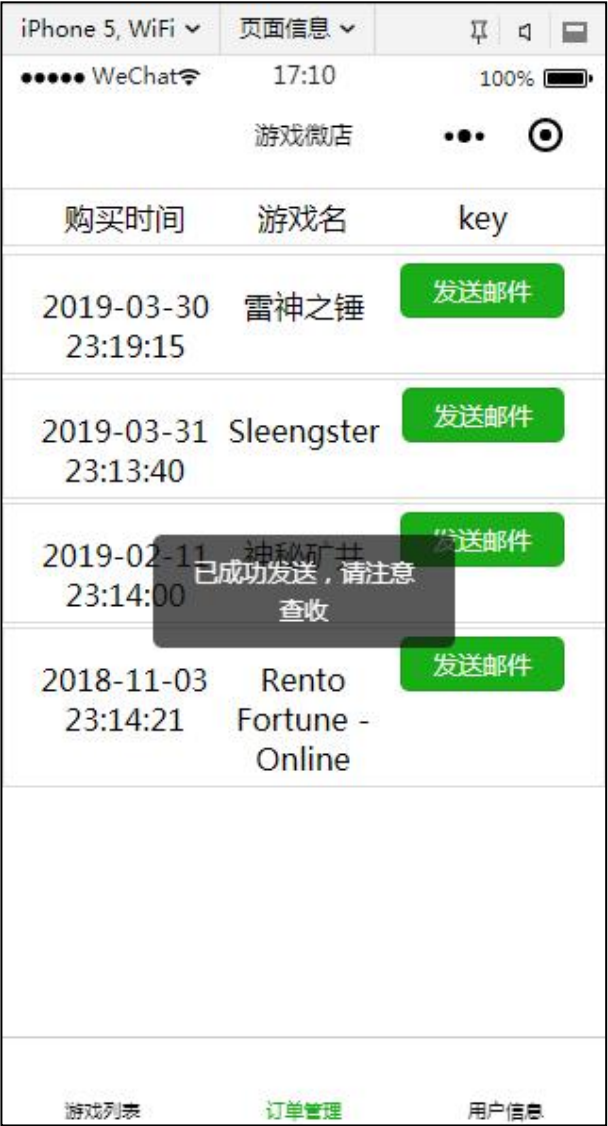 iPhone 5, WiFi 页面信息
WeChat 17:10 100%
游戏微店
购买时间 游戏名 key
发送邮件
2019-03-30 雷神之锤
23:19:15
发送邮件
2019-03-31 Sleengster
23:13:40
发送邮件
2019-02-11 神秘矿井
23:14:00
已成功发送，请注意
查收
发送邮件
2018-11-03 Rento
23:14:21 Fortune -
Online
游戏列表 订单管理 用户信息